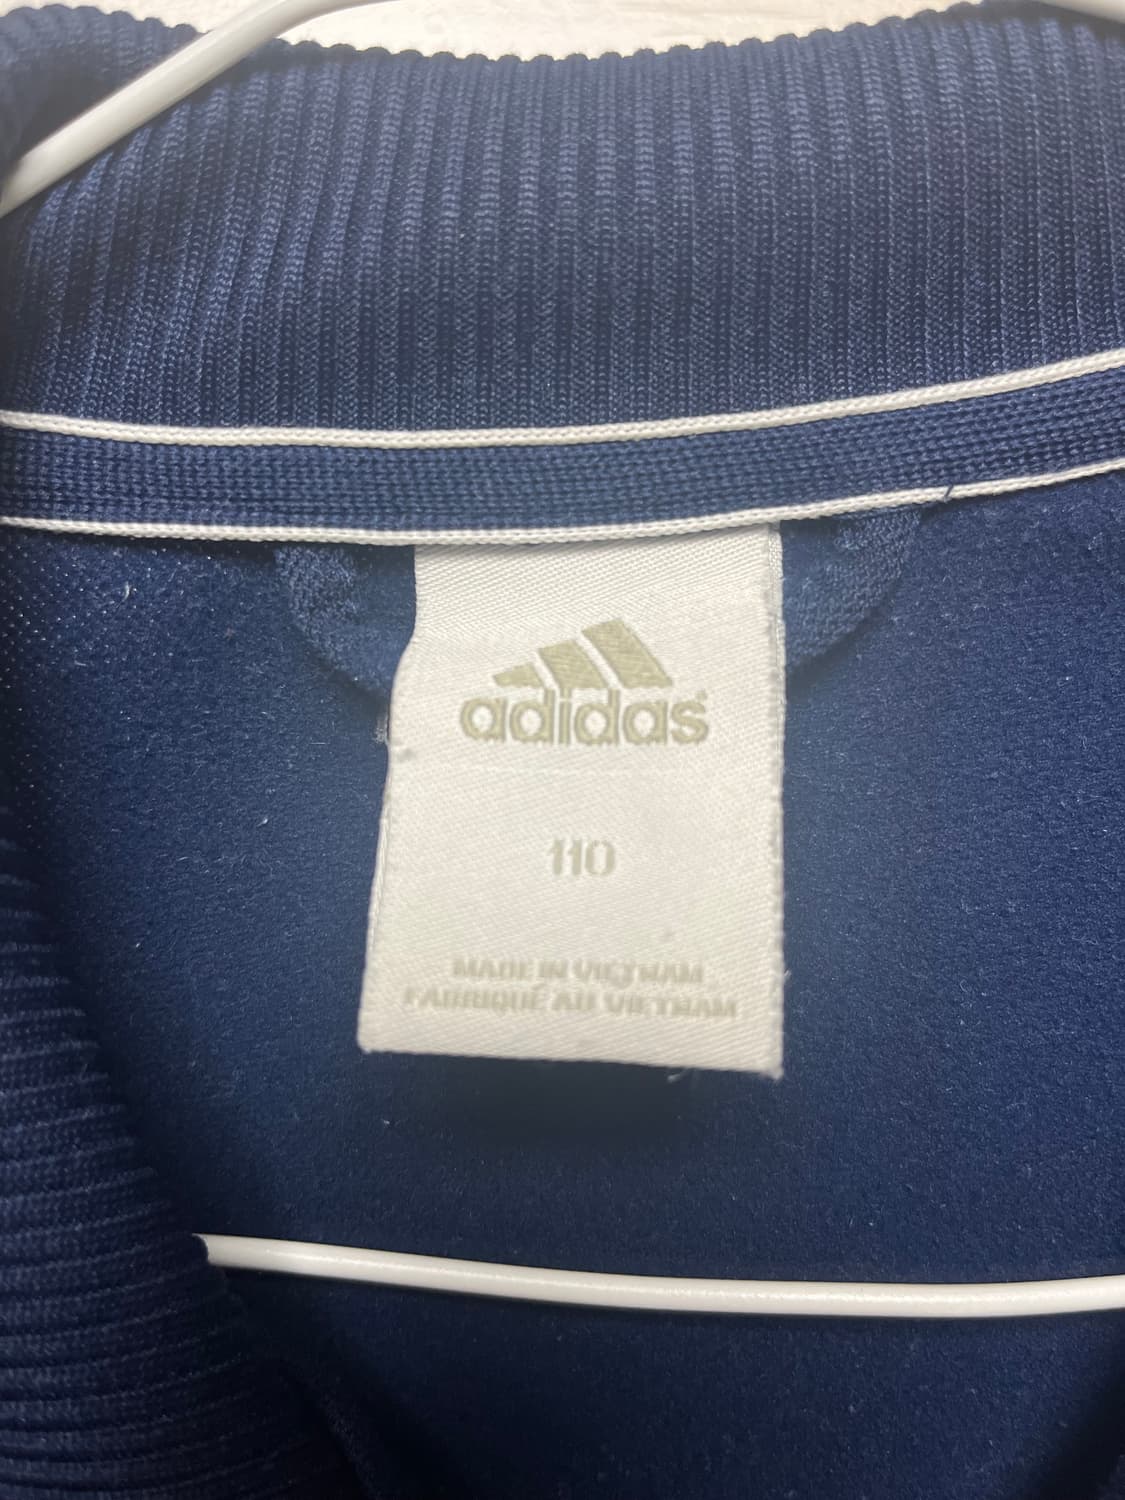 adidas
110
MADE IN VIETNAM
FABRIQUÉ AU VIETNAM